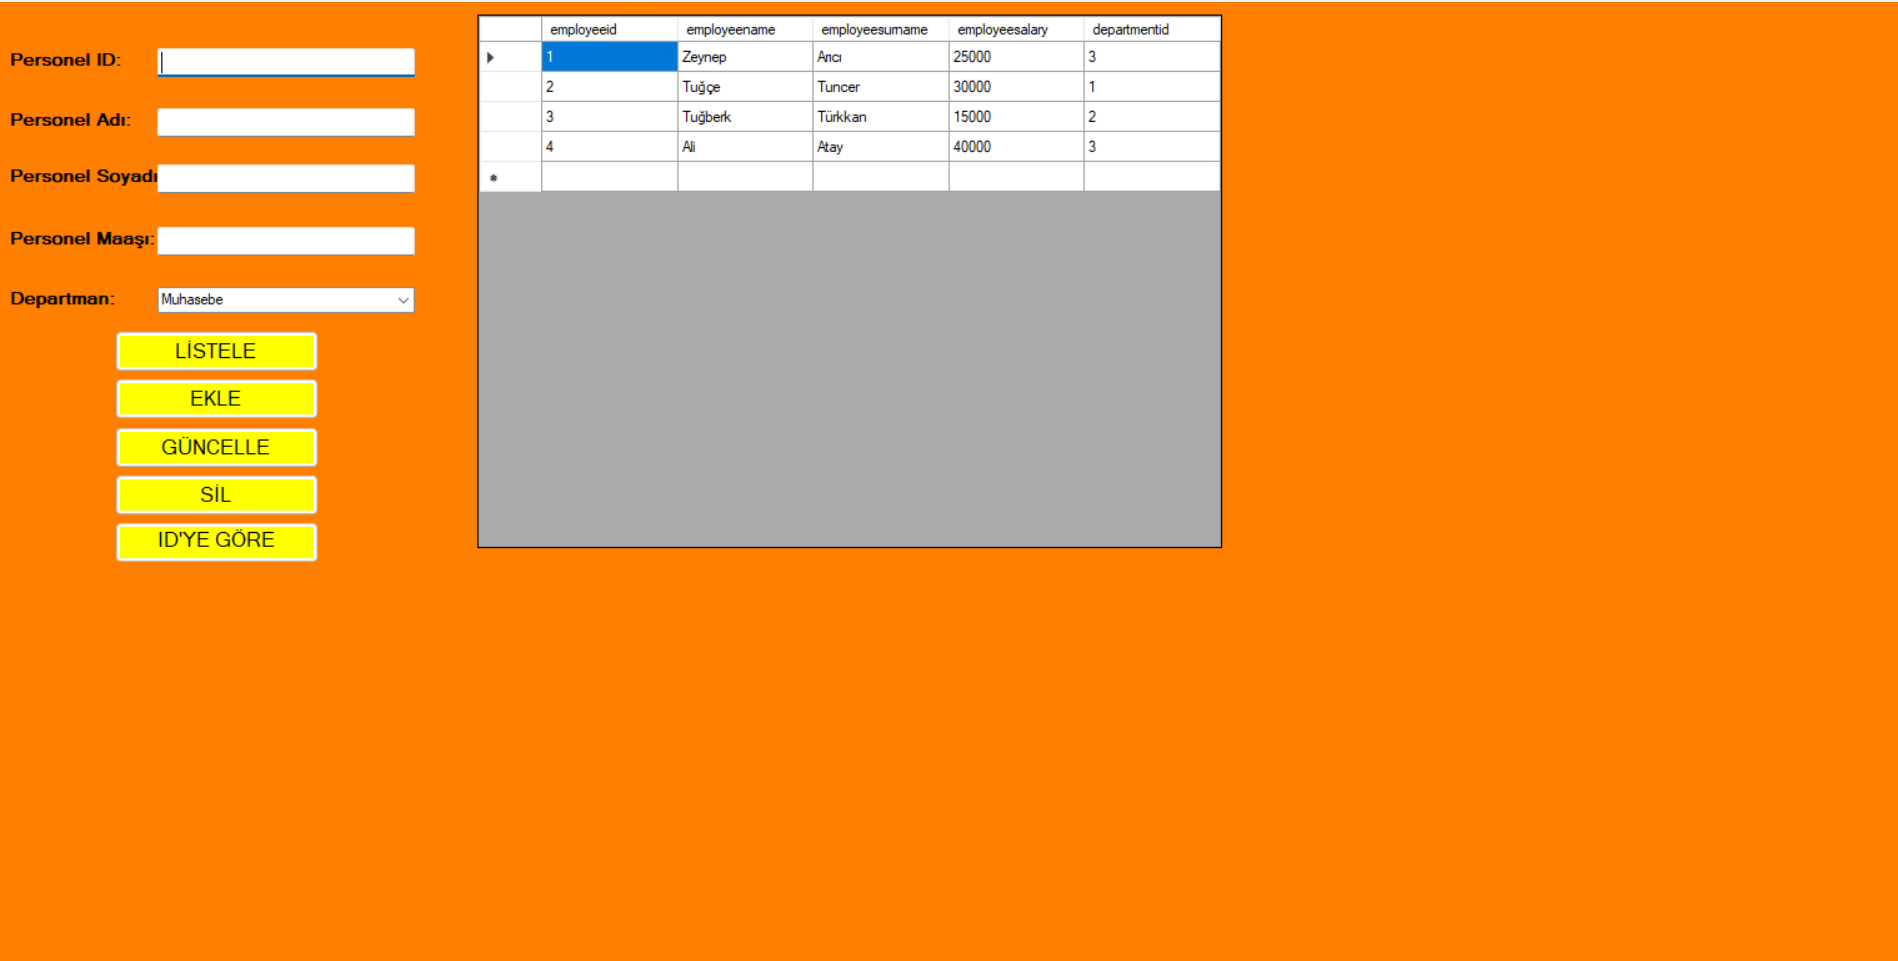 Personel ID:
Personel Adı:
Personel Soyadı
Personel Maaşı:
Departman: Muhasebe
LİSTELE
EKLE
GÜNCELLE
SİL
ID'YE GÖRE
employeeid employeename employeesurname employeesalary departmentid
1 Zeynep Arıcı 25000 3
2 Tuğçe Tuncer 30000 1
3 Tuğberk Türkkan 15000 2
4 Ali Atay 40000 3